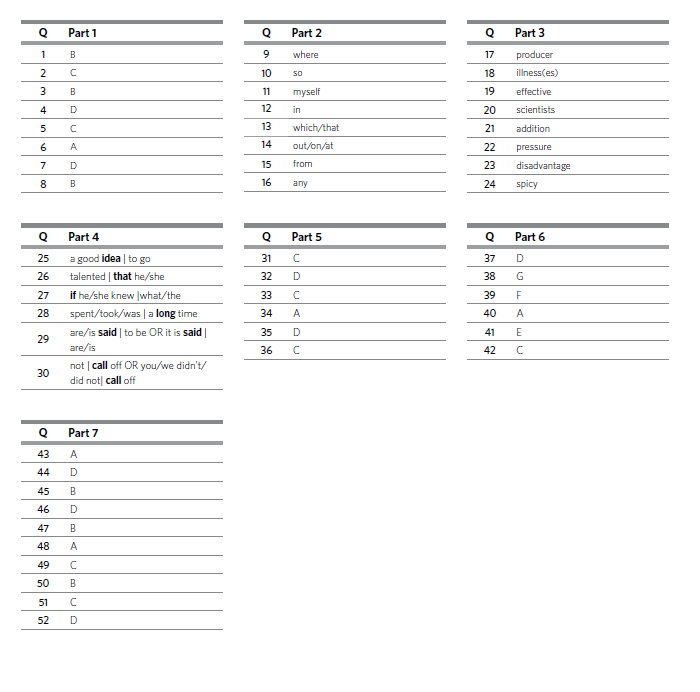 Q Part 1
1 B
2 C
3 B
4 D
5 C
6 A
7 D
8 B
Q Part 2
9 where
10 so
11 myself
12 in
13 which/that
14 out/on/at
15 from
16 any
Q Part 3
17 producer
18 illness(es)
19 effective
20 scientists
21 addition
22 pressure
23 disadvantage
24 spicy
Q Part 4
25 a good idea | to go
26 talented | that he/she
27 if he/she knew |what/the
28 spent/took/was | a long time
29 are/is said | to be OR it is said |
are/is
30 not | call off OR you/we didn't/
did not| call off
Q Part 5
31 C
32 D
33 C
34 A
35 D
36 C
Q Part 6
37 D
38 G
39 F
40 A
41 E
42 C
Q Part 7
43 A
44 D
45 B
46 D
47 B
48 A
49 C
50 B
51 C
52 D